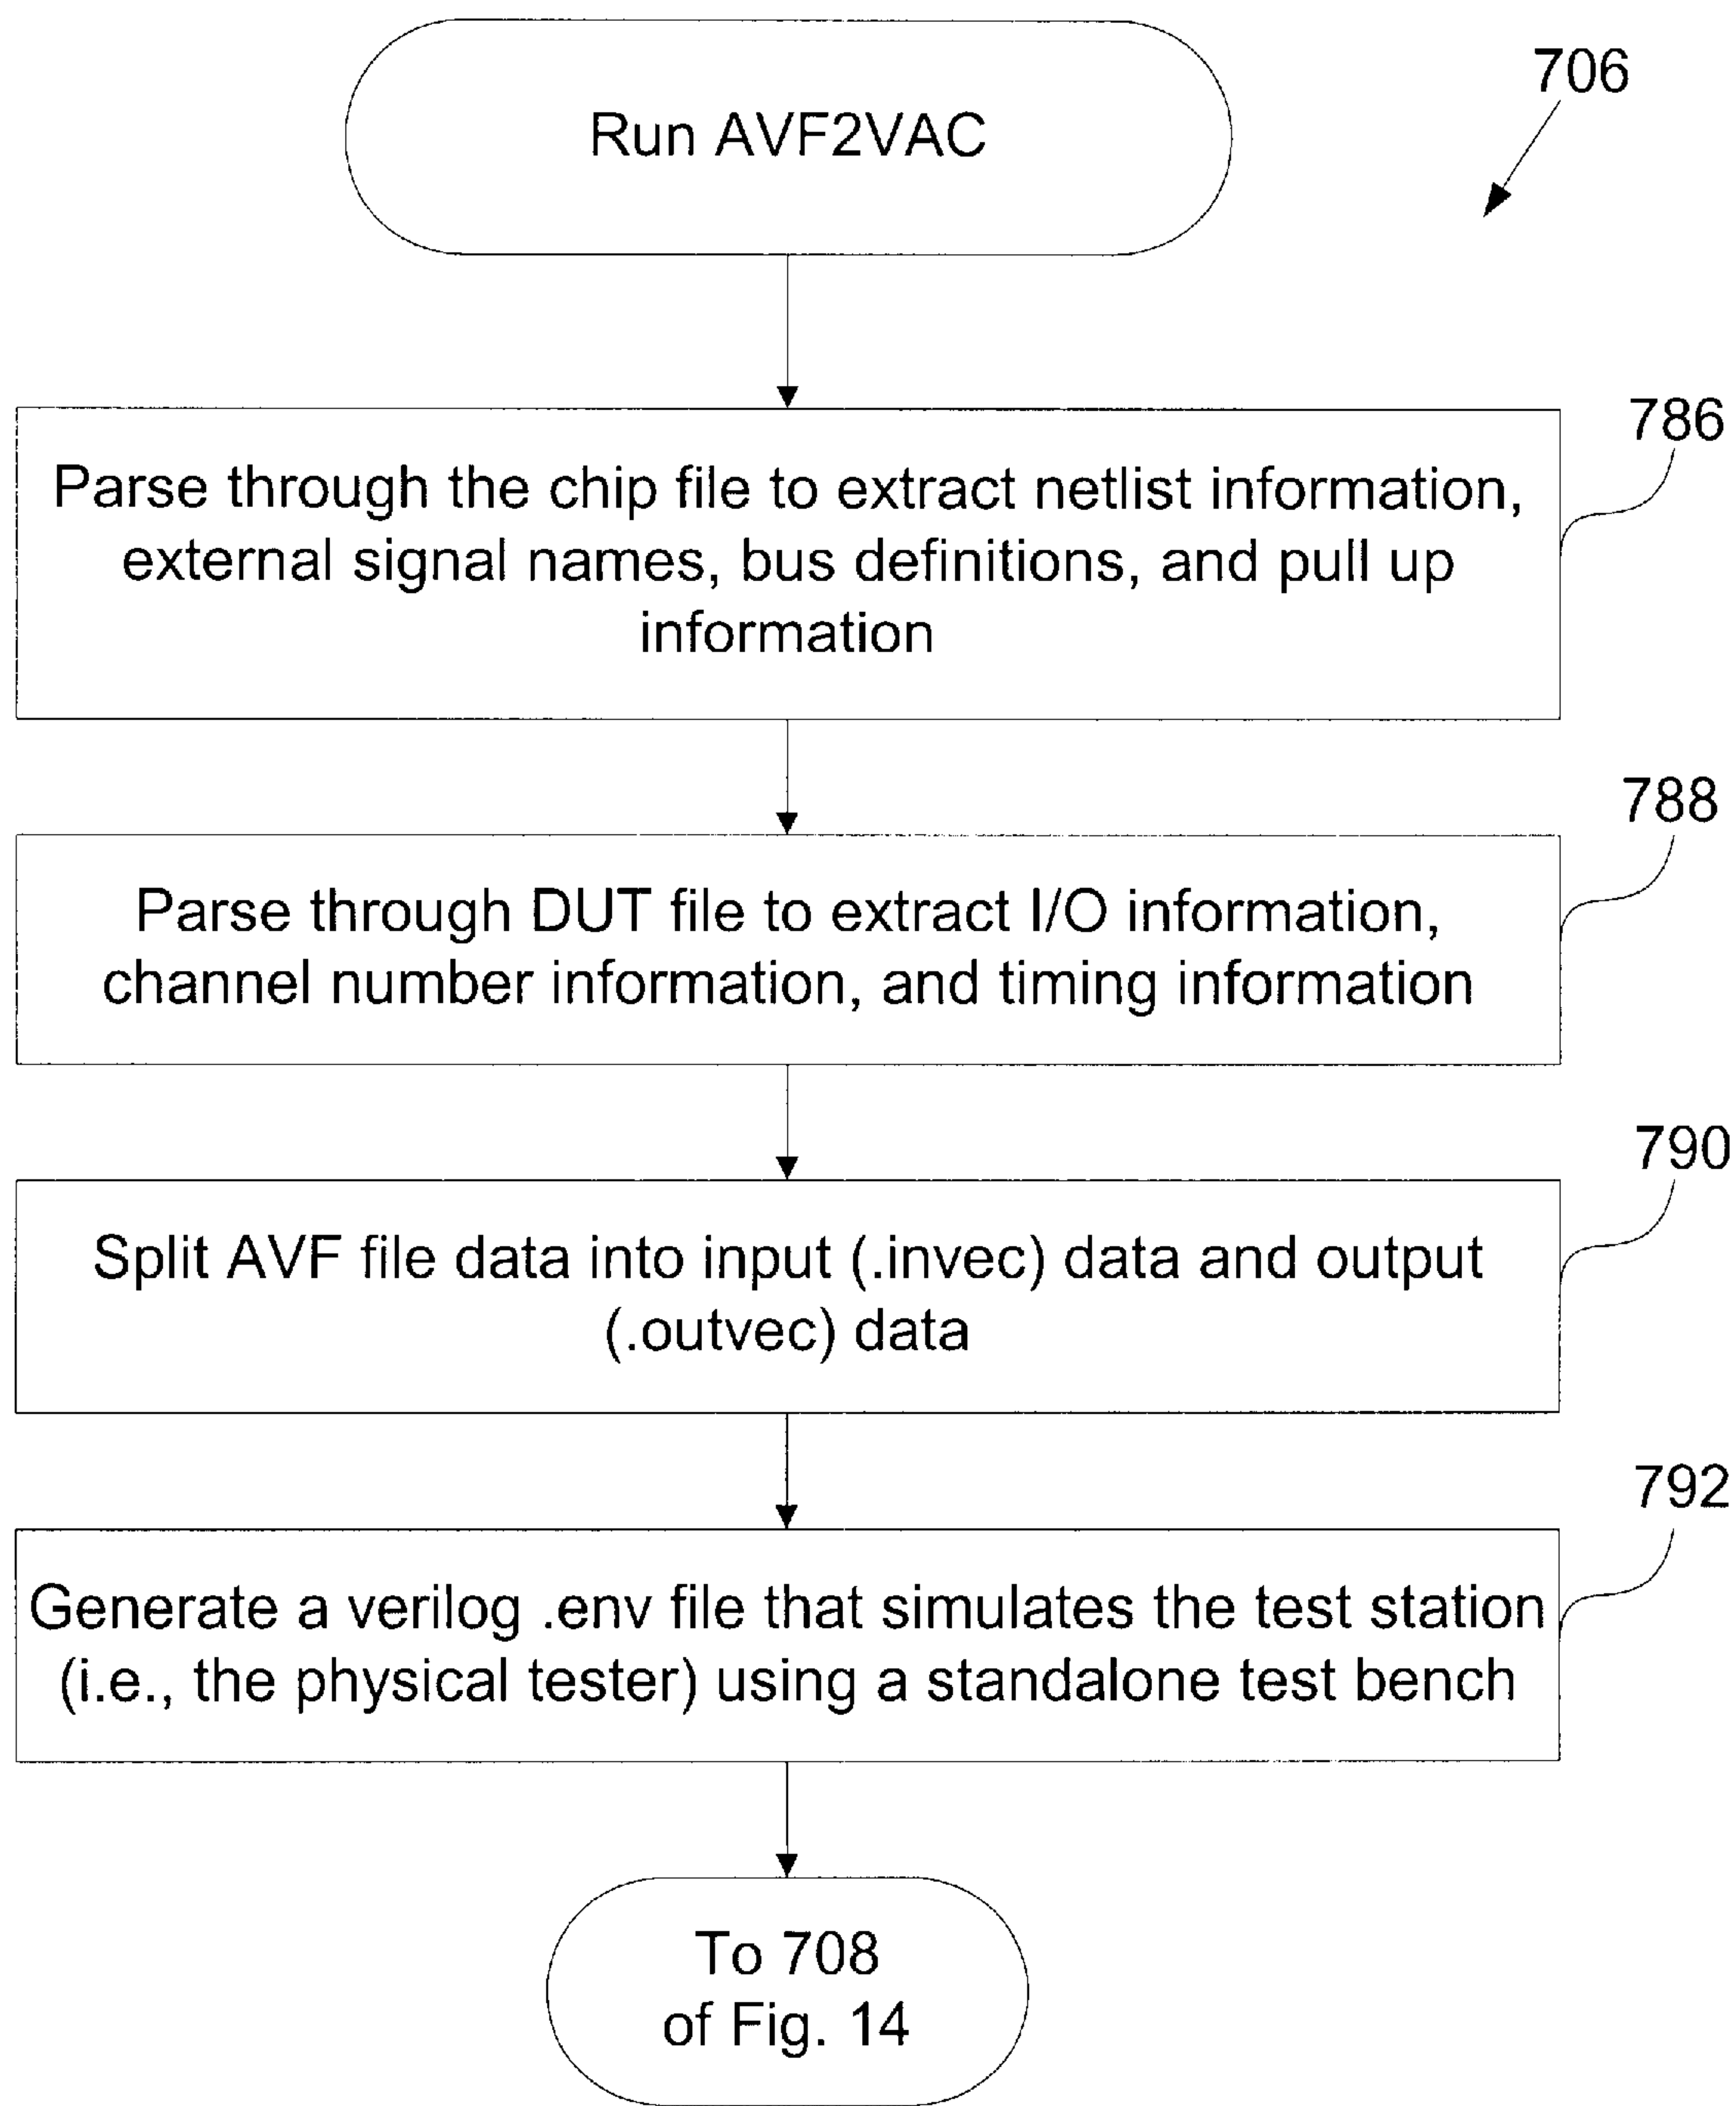 Run AVF2VAC
706
786
Parse through the chip file to extract netlist information,
external signal names, bus definitions, and pull up
information
788
Parse through DUT file to extract I/O information,
channel number information, and timing information
790
Split AVF file data into input (.invec) data and output
(.outvec) data
792
Generate a verilog .env file that simulates the test station
(i.e., the physical tester) using a standalone test bench
To 708
of Fig. 14